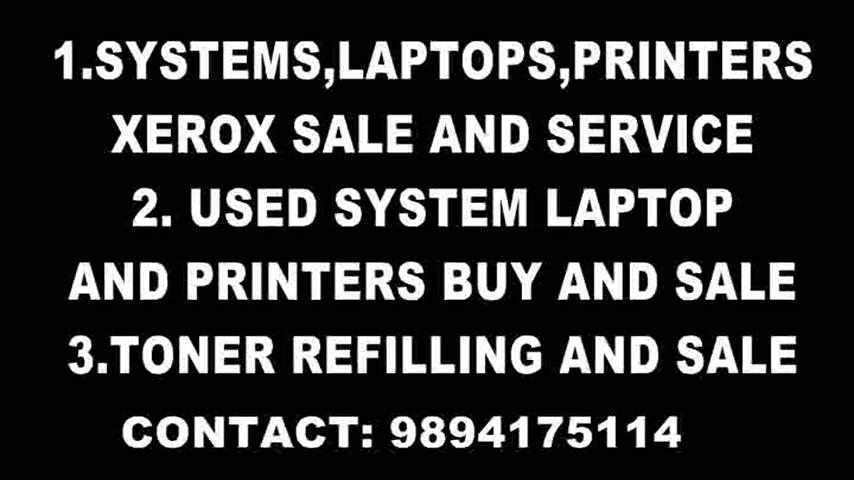 1.SYSTEMS,LAPTOPS,PRINTERS
XEROX SALE AND SERVICE
2. USED SYSTEM LAPTOP
AND PRINTERS BUY AND SALE
3.TONER REFILLING AND SALE
CONTACT: 9894175114